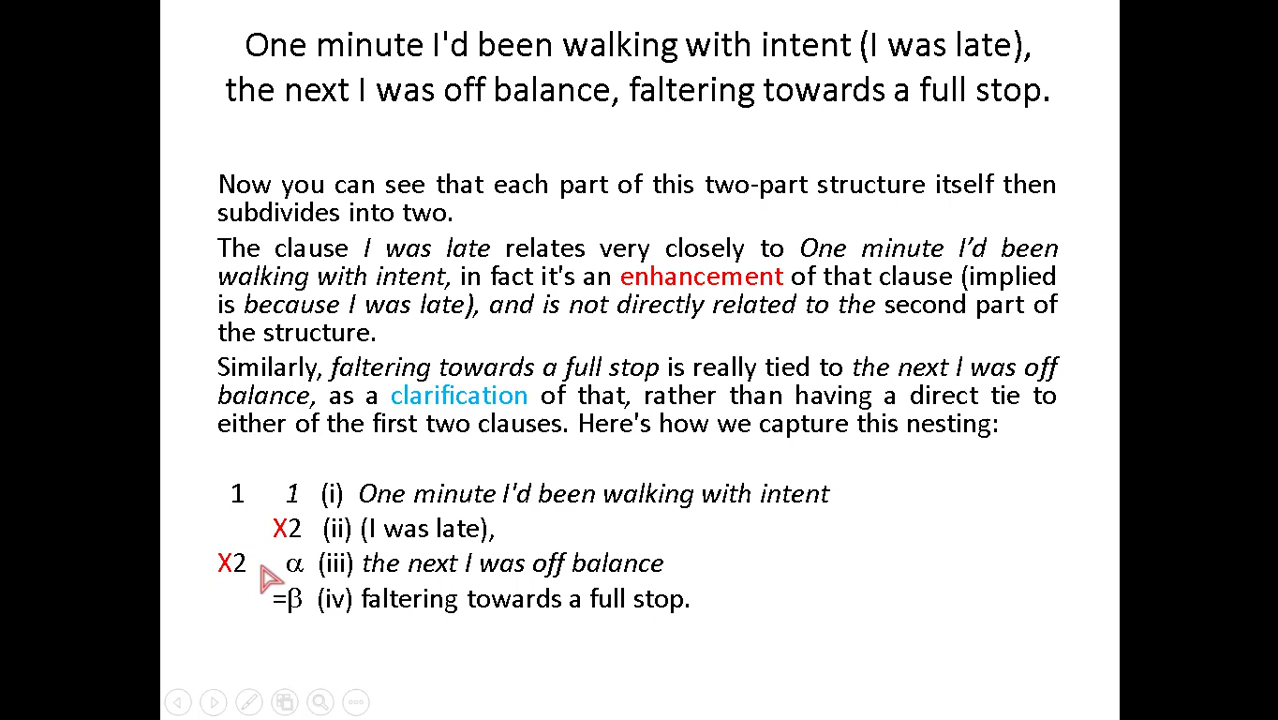 One minute I'd been walking with intent (I was late),
the next I was off balance, faltering towards a full stop.
Now you can see that each part of this two-part structure itself then
subdivides into two.
The clause I was late relates very closely to One minute I’d been
walking with intent, in fact it's an enhancement of that clause (implied
is because I was late), and is not directly related to the second part of
the structure.
Similarly, faltering towards a full stop is really tied to the next l was off
balance, as a clarification of that, rather than having a direct tie to
either of the first two clauses. Here's how we capture this nesting:
1 1 (i) One minute I'd been walking with intent
X2 (ii) (I was late),
X2 α (iii) the next I was off balance
=β (iv) faltering towards a full stop.